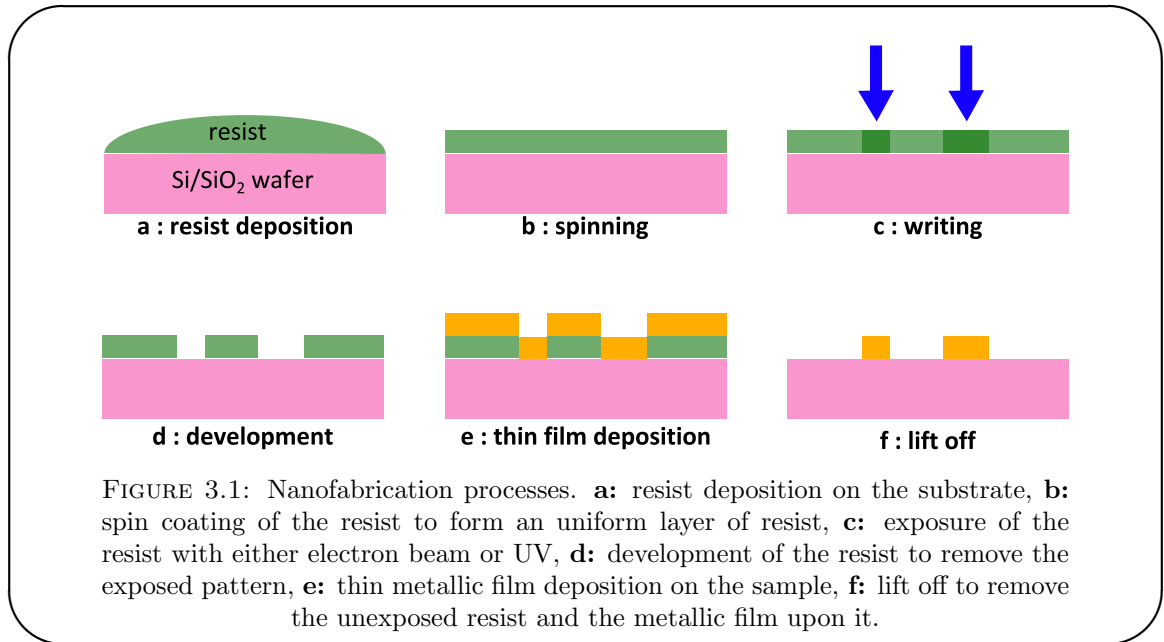 resist
Si/SiO₂ wafer
a : resist deposition
b : spinning
c : writing
d : development
e : thin film deposition
f : lift off
FIGURE 3.1: Nanofabrication processes. a: resist deposition on the substrate, b:
spin coating of the resist to form an uniform layer of resist, c: exposure of the
resist with either electron beam or UV, d: development of the resist to remove the
exposed pattern, e: thin metallic film deposition on the sample, f: lift off to remove
the unexposed resist and the metallic film upon it.